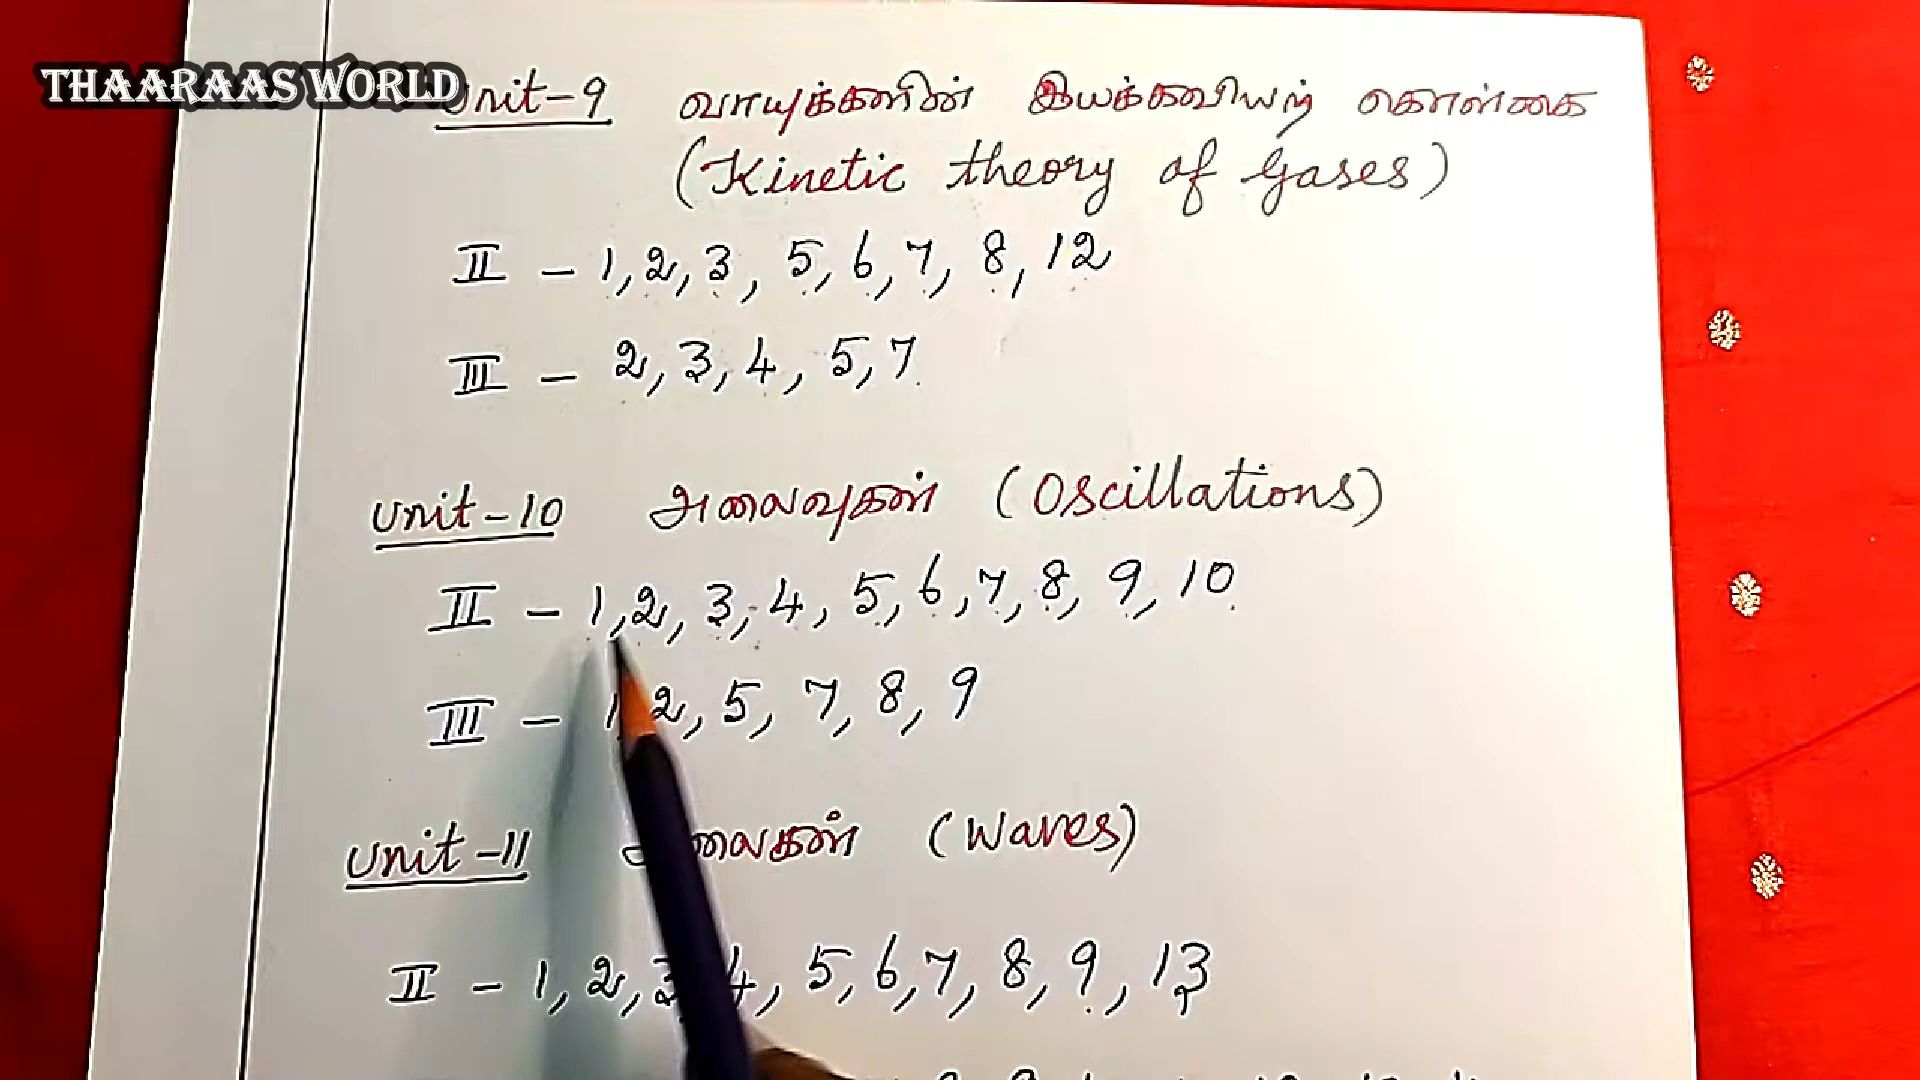 THAARAAS WORLD
Unit-9 வாயுக்களின் இயக்கவியற் கொள்கை
(Kinetic theory of Gases)
II - 1, 2, 3, 5, 6, 7, 8, 12
III - 2, 3, 4, 5, 7
Unit-10 அலைவுகள் (Oscillations)
II - 1, 2, 3, 4, 5, 6, 7, 8, 9, 10
III - 1, 2, 5, 7, 8, 9
Unit-11 அலைகள் (Waves)
II - 1, 2, 3, 4, 5, 6, 7, 8, 9, 13